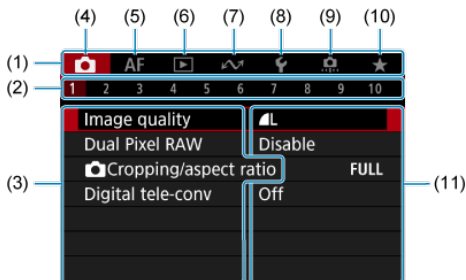 (4) (5) (6) (7) (8) (9) (10)
(1) AF
(2) 1 2 3 4 5 6 7 8 9 10
Image quality L
Dual Pixel RAW Disable
Cropping/aspect ratio FULL
(3) Digital tele-conv Off (11)